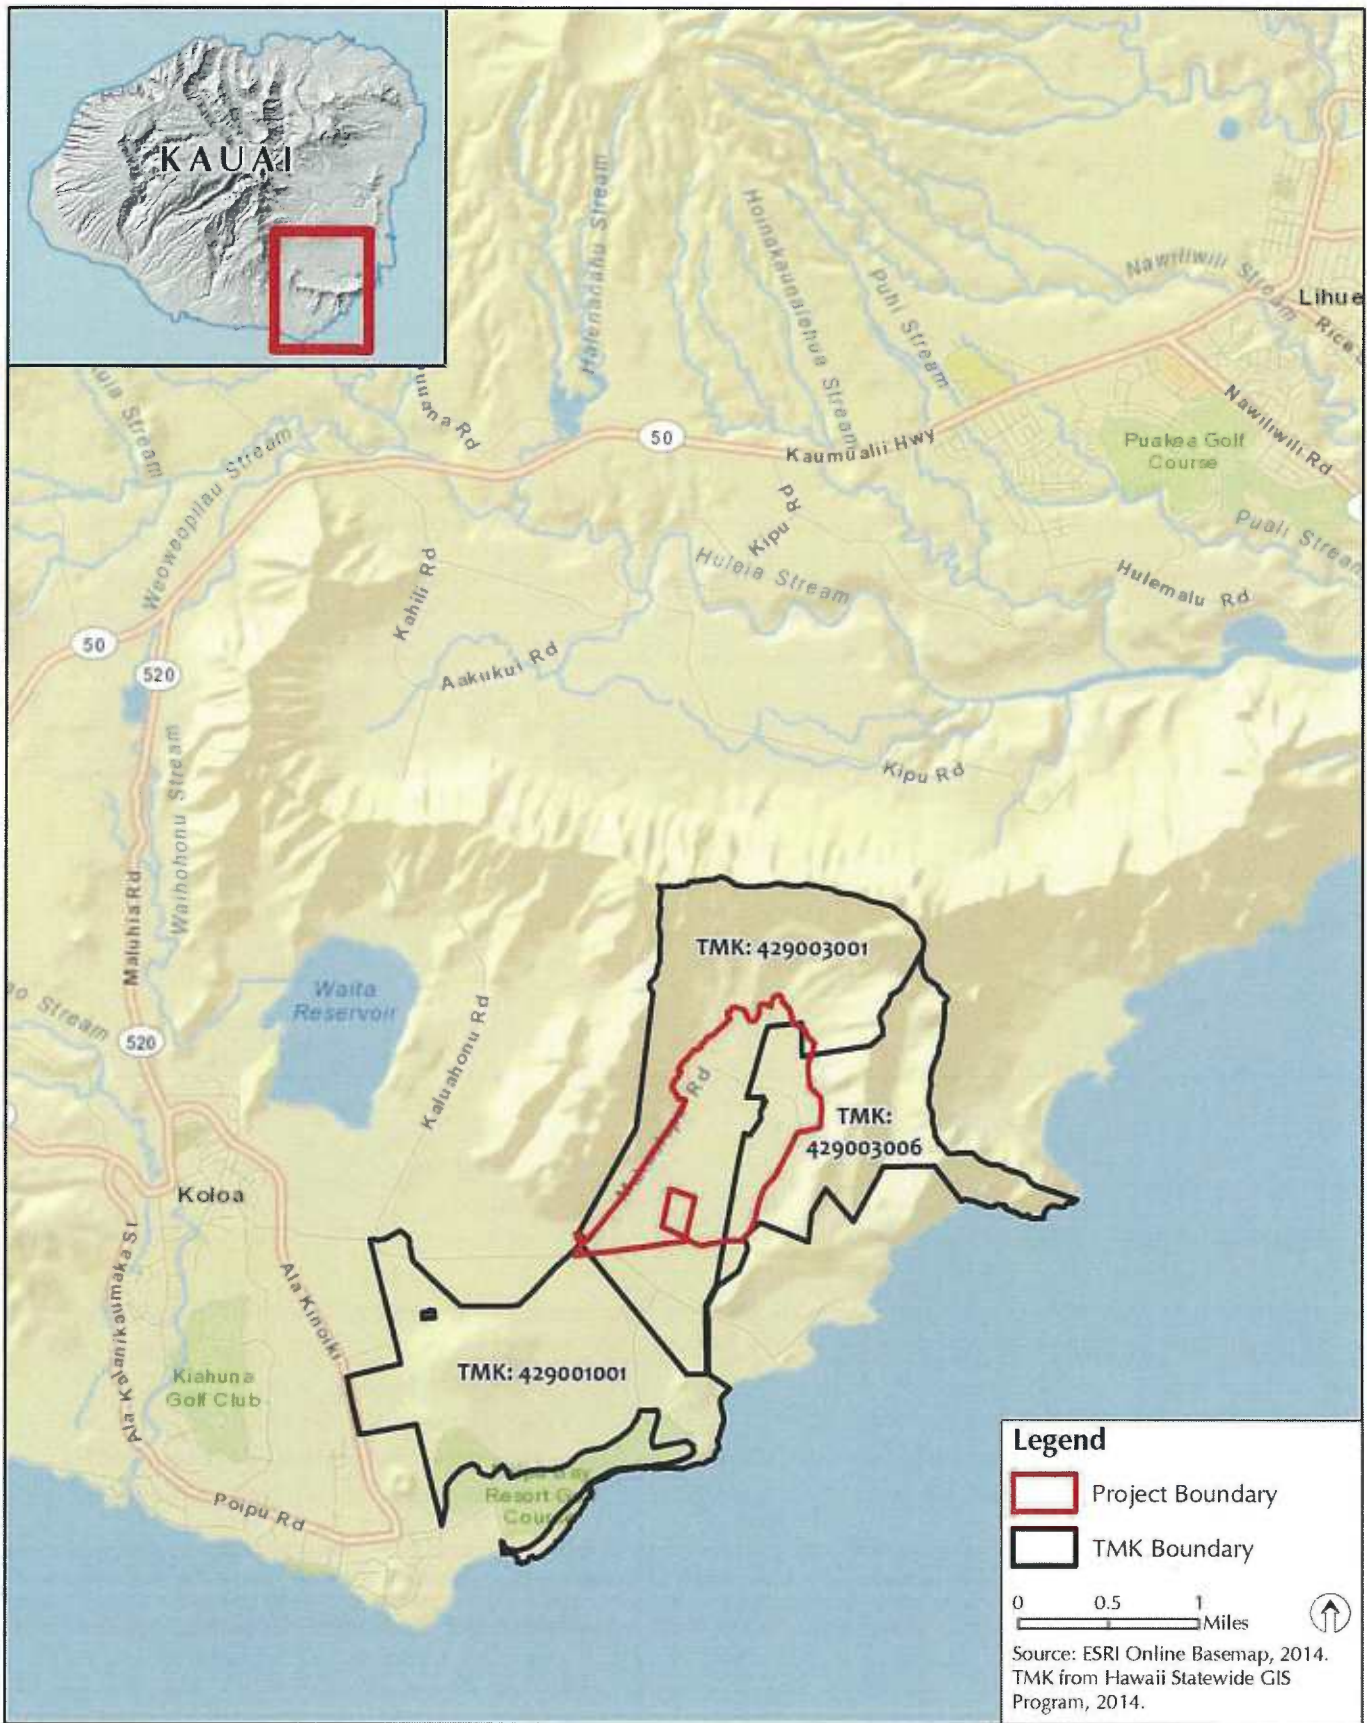 KAUAI
Halenadahu Stream
Hoinakaunalehua Stream
Puhi Stream
Nawiliwili Stream
Lihue
Rice
Nawiliwili Rd
Puakea Golf
Course
Puali Stream
Hulemalu Rd
Stream
Weoweopilau Stream
Rd
50
Kaumualii Hwy
Kipu Rd
Huleia Stream
Kahili Rd
Aakukui Rd
50
520
Waihohonu Stream
Maluhia Rd
Kipu Rd
TMK: 429003001
Waita
Reservoir
Stream
520
Kaluahonu Rd
Rd
TMK:
429003006
Koloa
Ala Kalanikaumaka St
Ala Kinoiki
Kiahuna
Golf Club
TMK: 429001001
Resort
Poipu Rd
Legend
Project Boundary
TMK Boundary
0 0.5 1
Miles
Source: ESRI Online Basemap, 2014.
TMK from Hawaii Statewide GIS
Program, 2014.